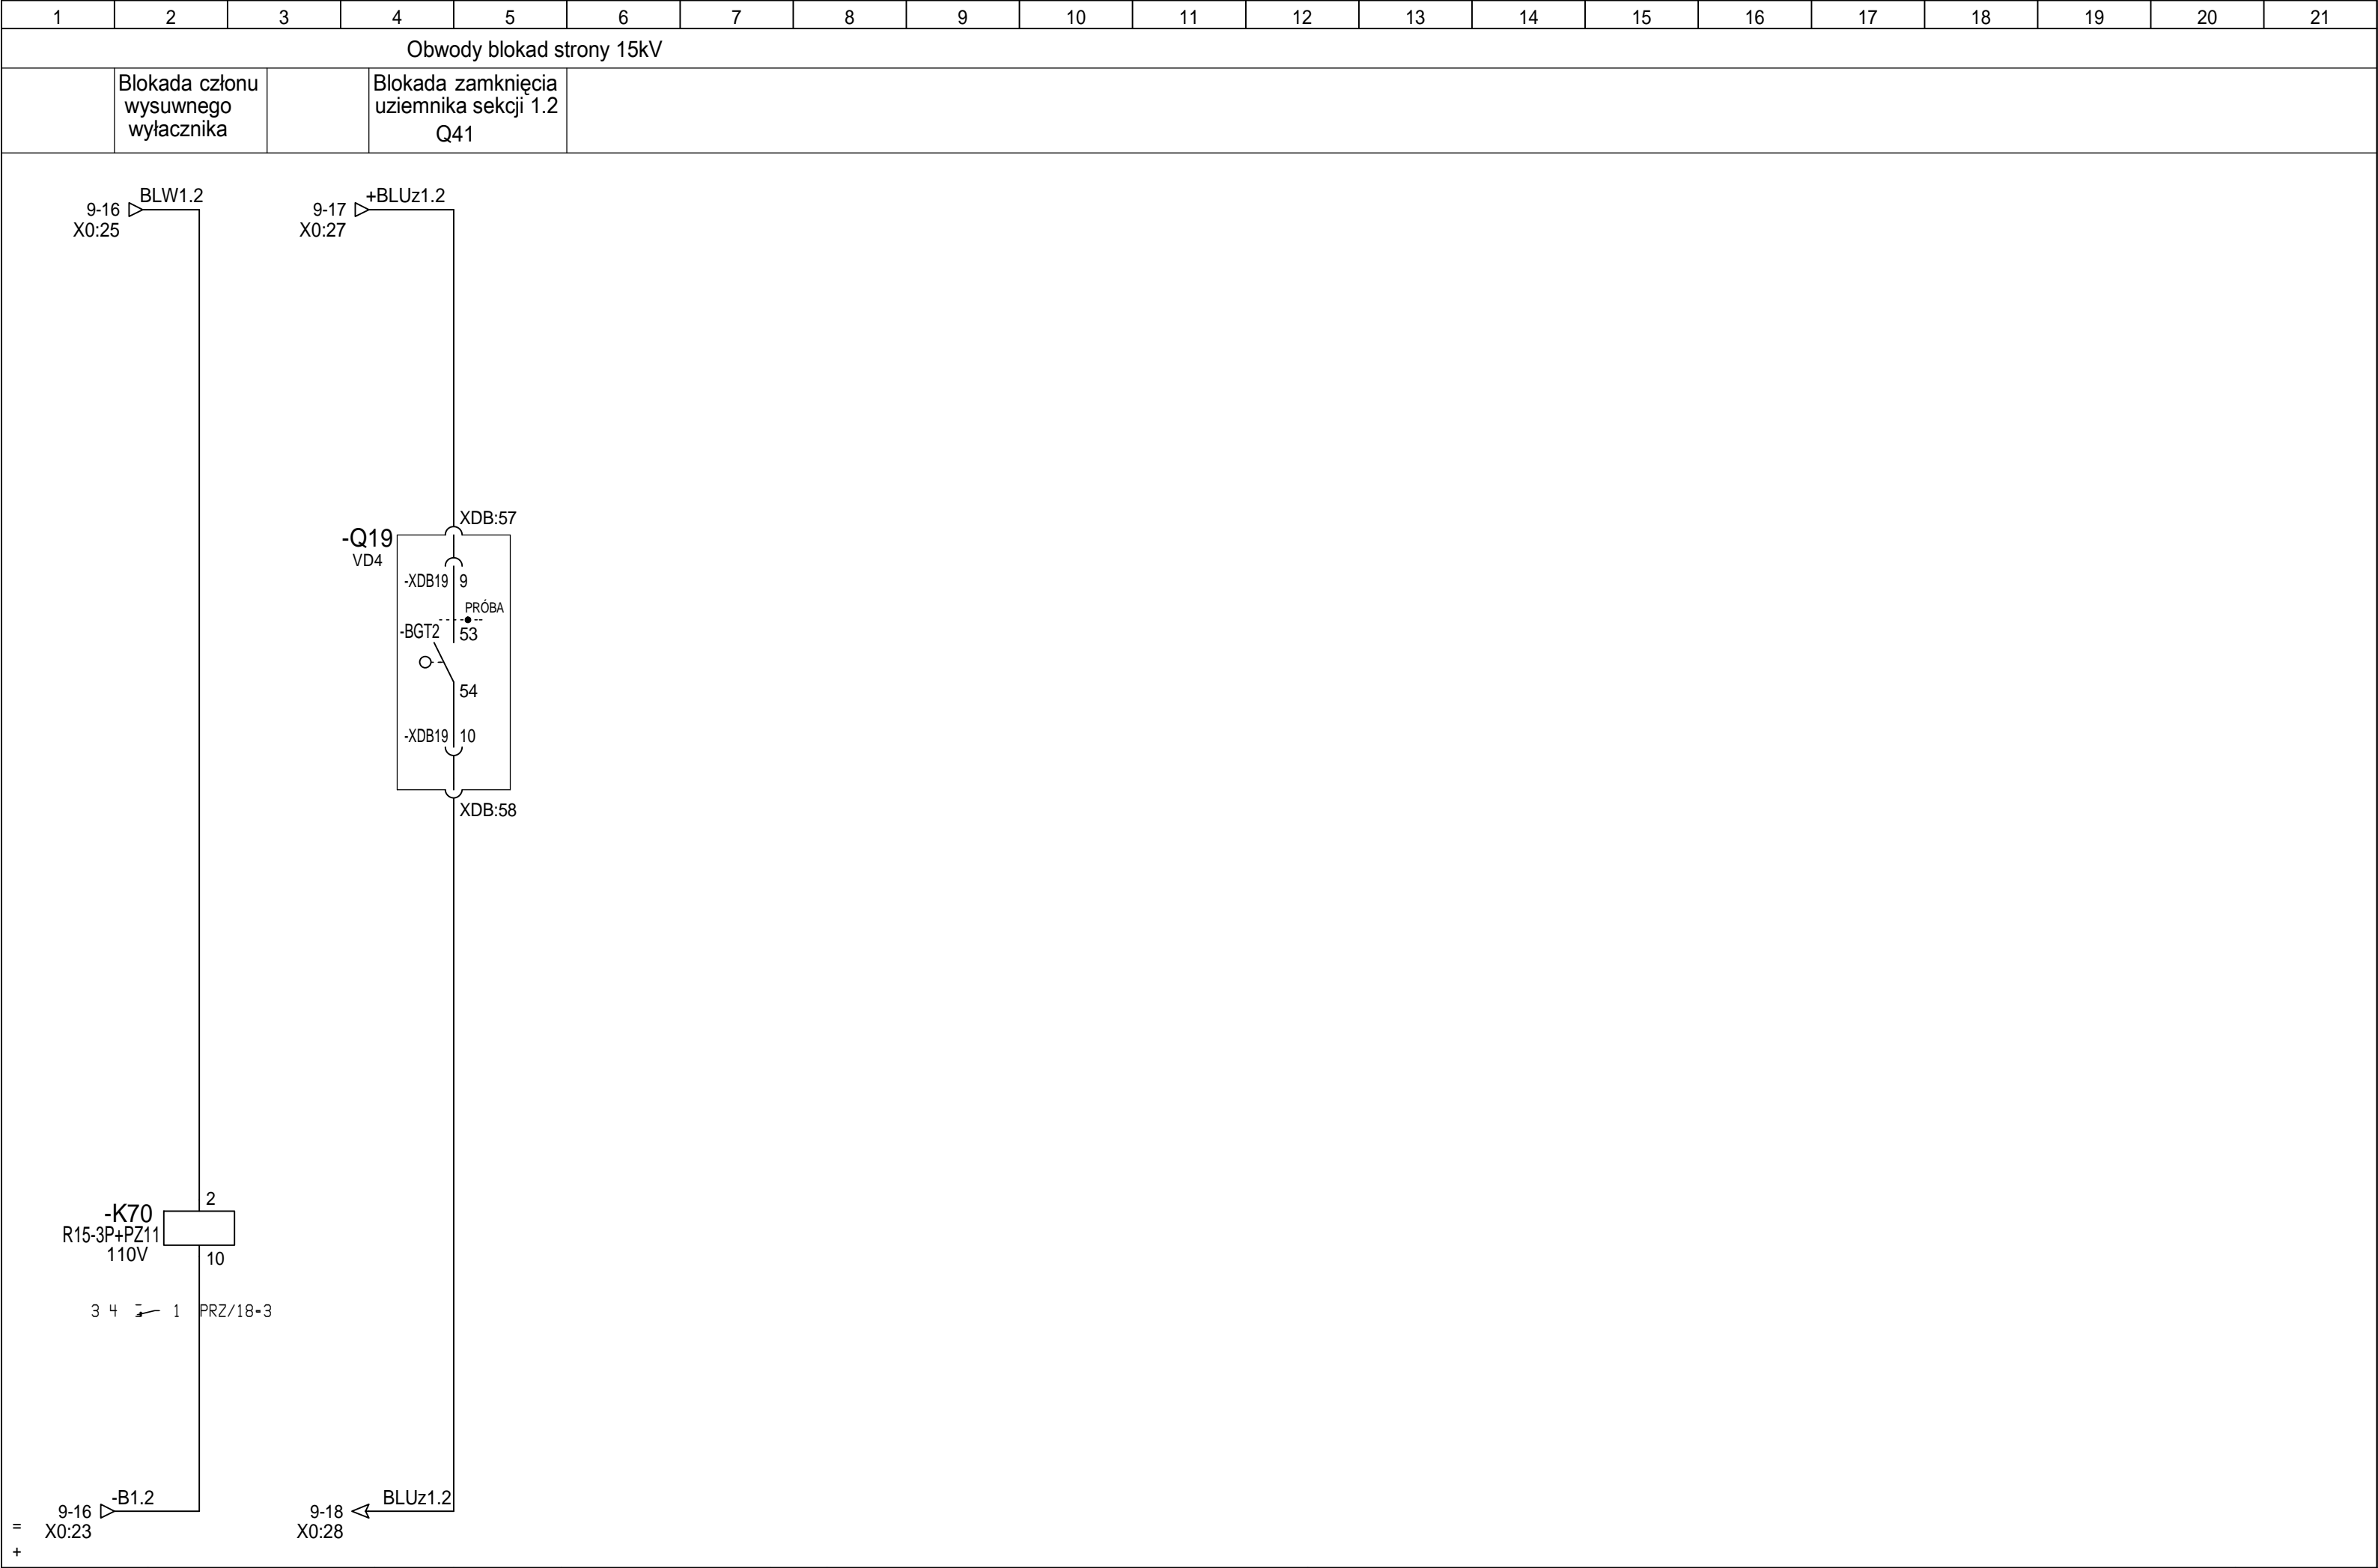 1 2 3 4 5 6 7 8 9 10 11 12 13 14 15 16 17 18 19 20 21
Obwody blokad strony 15kV
Blokada członu
wysuwnego
wyłacznika
Blokada zamknięcia
uziemnika sekcji 1.2
Q41
BLW1.2
9-16
X0:25
+BLUz1.2
9-17
X0:27
XDB:57
-Q19
VD4
-XDB19 9
PRÓBA
-BGT2 53
54
-XDB19 10
XDB:58
2
-K70
R15-3P+PZ11
110V
10
3 4 1 PRZ/18-3
-B1.2
9-16
X0:23
BLUz1.2
9-18
X0:28
=
+